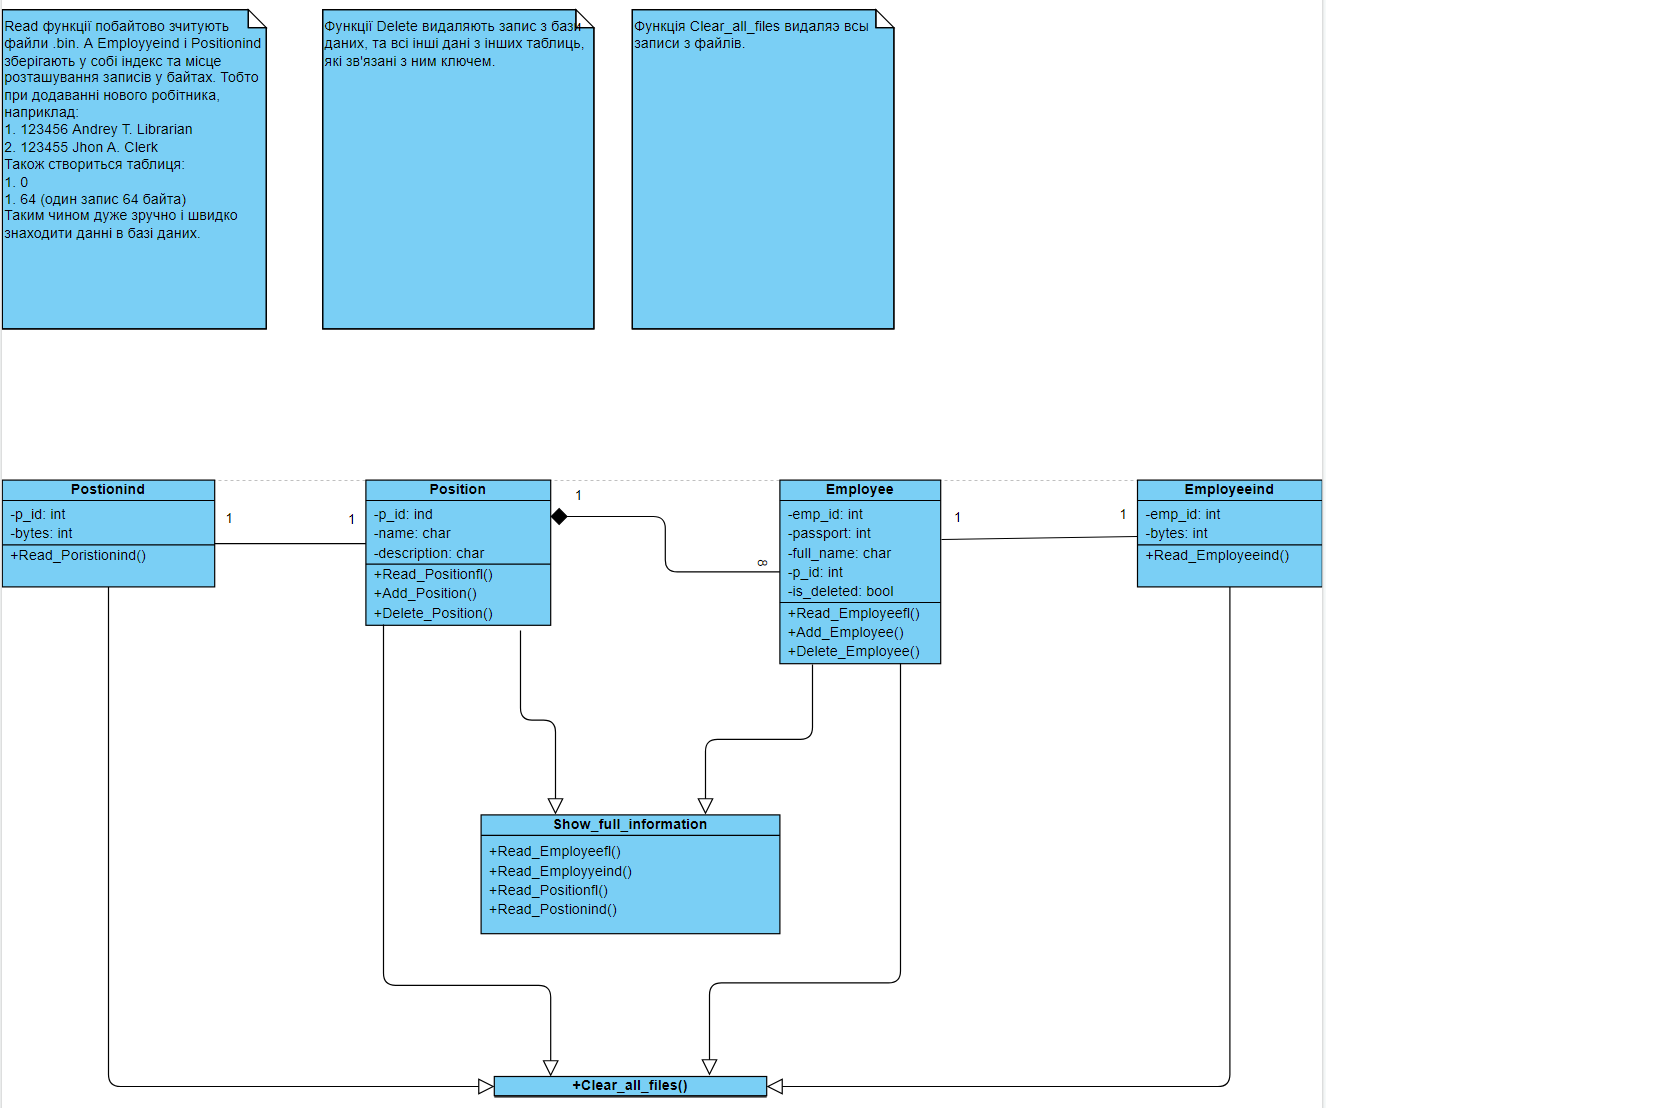 Read функції побайтово зчитують
файли .bin. А Employyeind і Positionind
зберігають у собі індекс та місце
розташування записів у байтах. Тобто
при додаванні нового робітника,
наприклад:
1. 123456 Andrey T. Librarian
2. 123455 Jhon A. Clerk
Також створиться таблиця:
1. 0
1. 64 (один запис 64 байта)
Таким чином дуже зручно і швидко
знаходити данні в базі даних.
Функції Delete видаляють запис з бази
даних, та всі інші дані з інших таблиць,
які зв'язані з ним ключем.
Функція Clear_all_files видаляэ всы
записи з файлів.
Postionind
-p_id: int
-bytes: int
+Read_Poristionind()
1
1
Position
-p_id: ind
-name: char
-description: char
+Read_Positionfl()
+Add_Position()
+Delete_Position()
1
∞
Employee
-emp_id: int
-passport: int
-full_name: char
-p_id: int
-is_deleted: bool
+Read_Employeefl()
+Add_Employee()
+Delete_Employee()
1
1
Employeeind
-emp_id: int
-bytes: int
+Read_Employeeind()
Show_full_information
+Read_Employeefl()
+Read_Employyeind()
+Read_Positionfl()
+Read_Postionind()
+Clear_all_files()